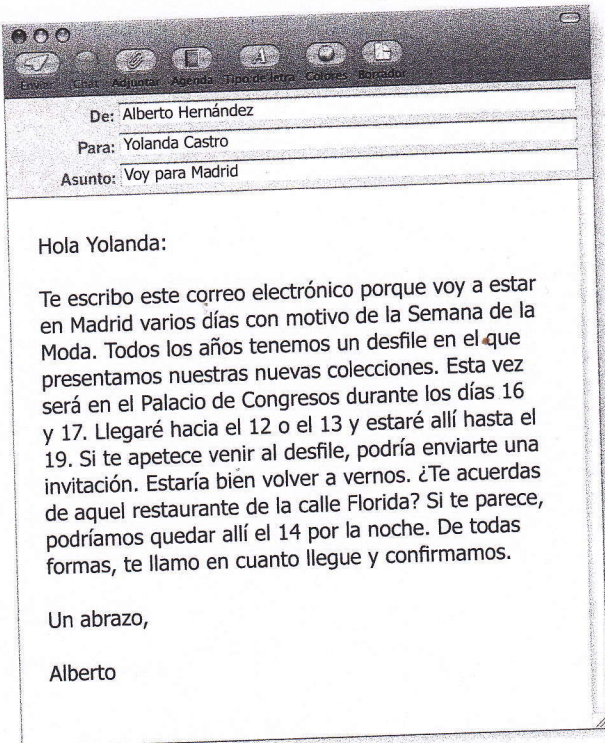 Enviar Chat Adjuntar Agenda Tipo de letra Colores Borrador
De: Alberto Hernández
Para: Yolanda Castro
Asunto: Voy para Madrid
Hola Yolanda:
Te escribo este correo electrónico porque voy a estar
en Madrid varios días con motivo de la Semana de la
Moda. Todos los años tenemos un desfile en el que
presentamos nuestras nuevas colecciones. Esta vez
será en el Palacio de Congresos durante los días 16
y 17. Llegaré hacia el 12 o el 13 y estaré allí hasta el
19. Si te apetece venir al desfile, podría enviarte una
invitación. Estaría bien volver a vernos. ¿Te acuerdas
de aquel restaurante de la calle Florida? Si te parece,
podríamos quedar allí el 14 por la noche. De todas
formas, te llamo en cuanto llegue y confirmamos.
Un abrazo,
Alberto